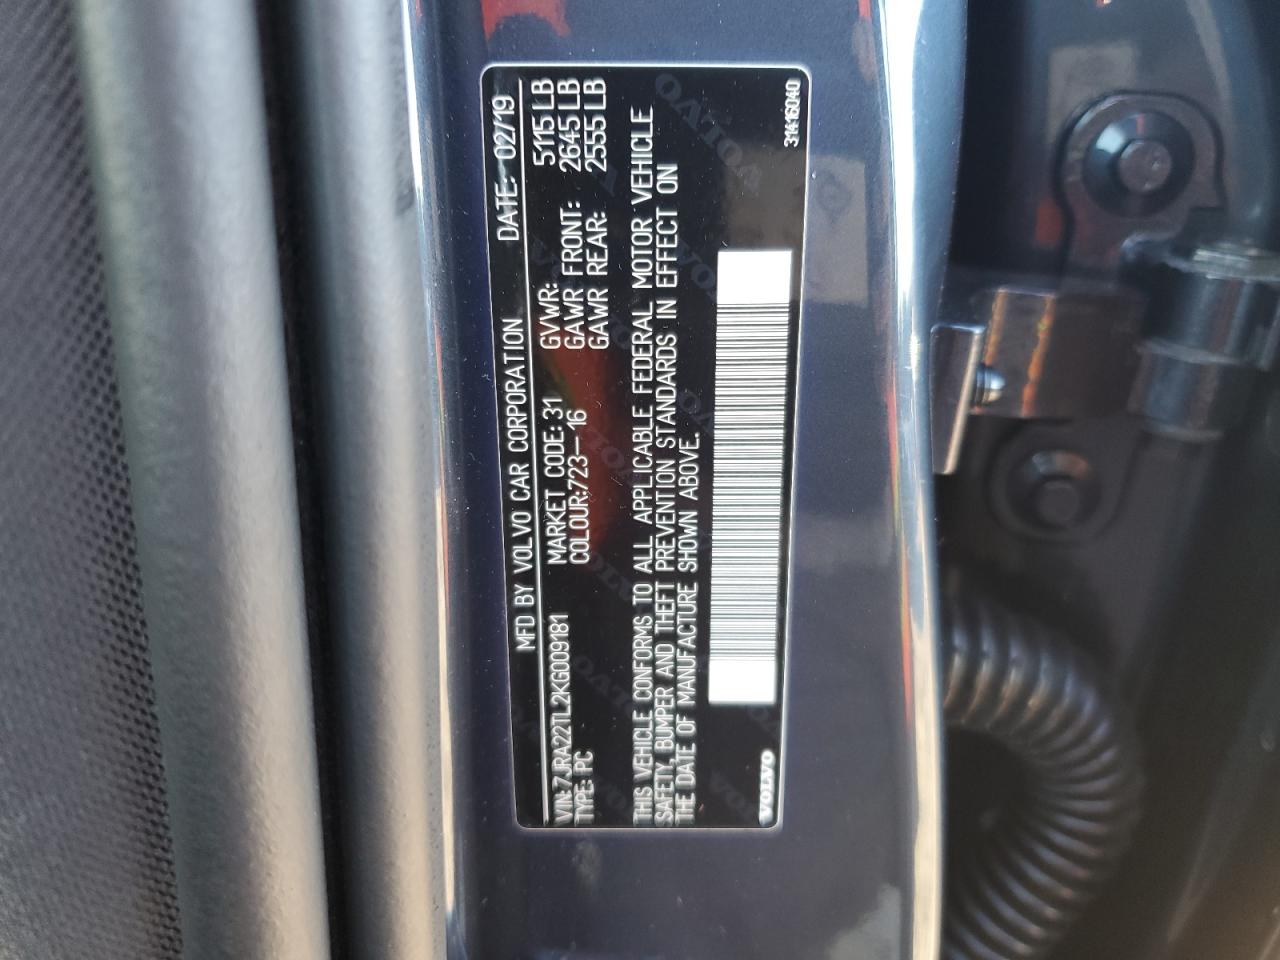 MFD BY VOLVO CAR CORPORATION DATE: 02/19
VIN: 7JRA22TL2KG009181 MARKET CODE: 31 GVWR: 5115 LB
TYPE: PC COLOUR:723-16 GAWR FRONT: 2645 LB
GAWR REAR: 2555 LB
THIS VEHICLE CONFORMS TO ALL APPLICABLE FEDERAL MOTOR VEHICLE
SAFETY, BUMPER AND THEFT PREVENTION STANDARDS IN EFFECT ON
THE DATE OF MANUFACTURE SHOWN ABOVE.
VOLVO 31416040